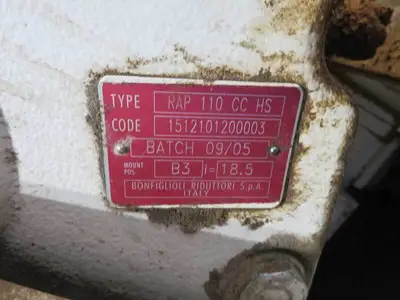 TYPE RAP 110 CC HS
CODE 1512101200003
BATCH 09/05
MOUNT POS. B3 i= 18.5
BONFIGLIOLI RIDUTTORI S.p.A.
ITALY